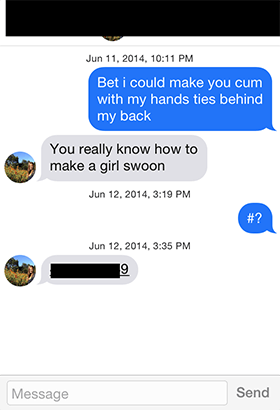 Jun 11, 2014, 10:11 PM
Bet i could make you cum
with my hands ties behind
my back
You really know how to
make a girl swoon
Jun 12, 2014, 3:19 PM
#?
Jun 12, 2014, 3:35 PM
9
Message
Send